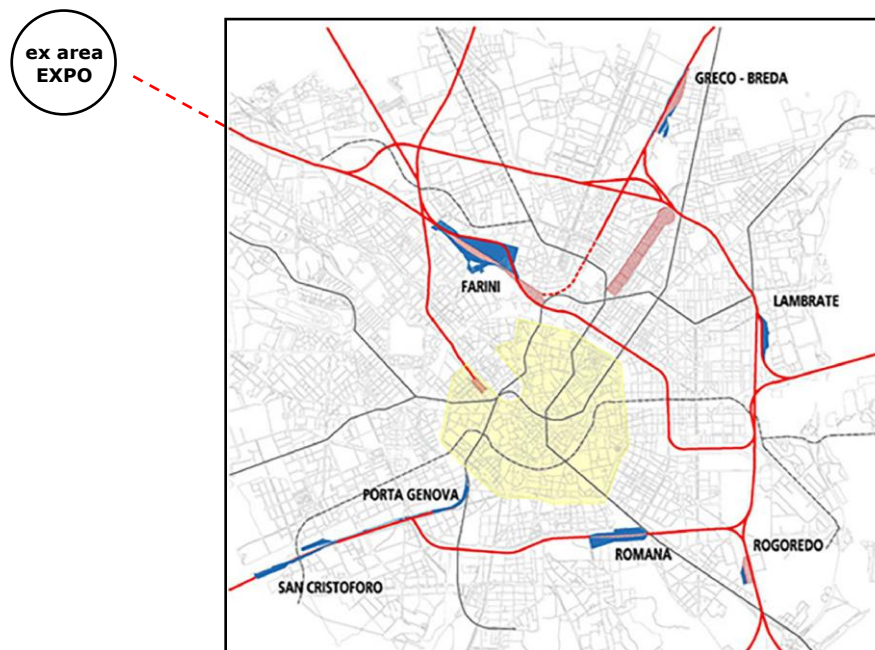 ex area
EXPO
GRECO - BREDA
FARINI
LAMBRATE
PORTA GENOVA
ROMANA
ROGOREDO
SAN CRISTOFORO